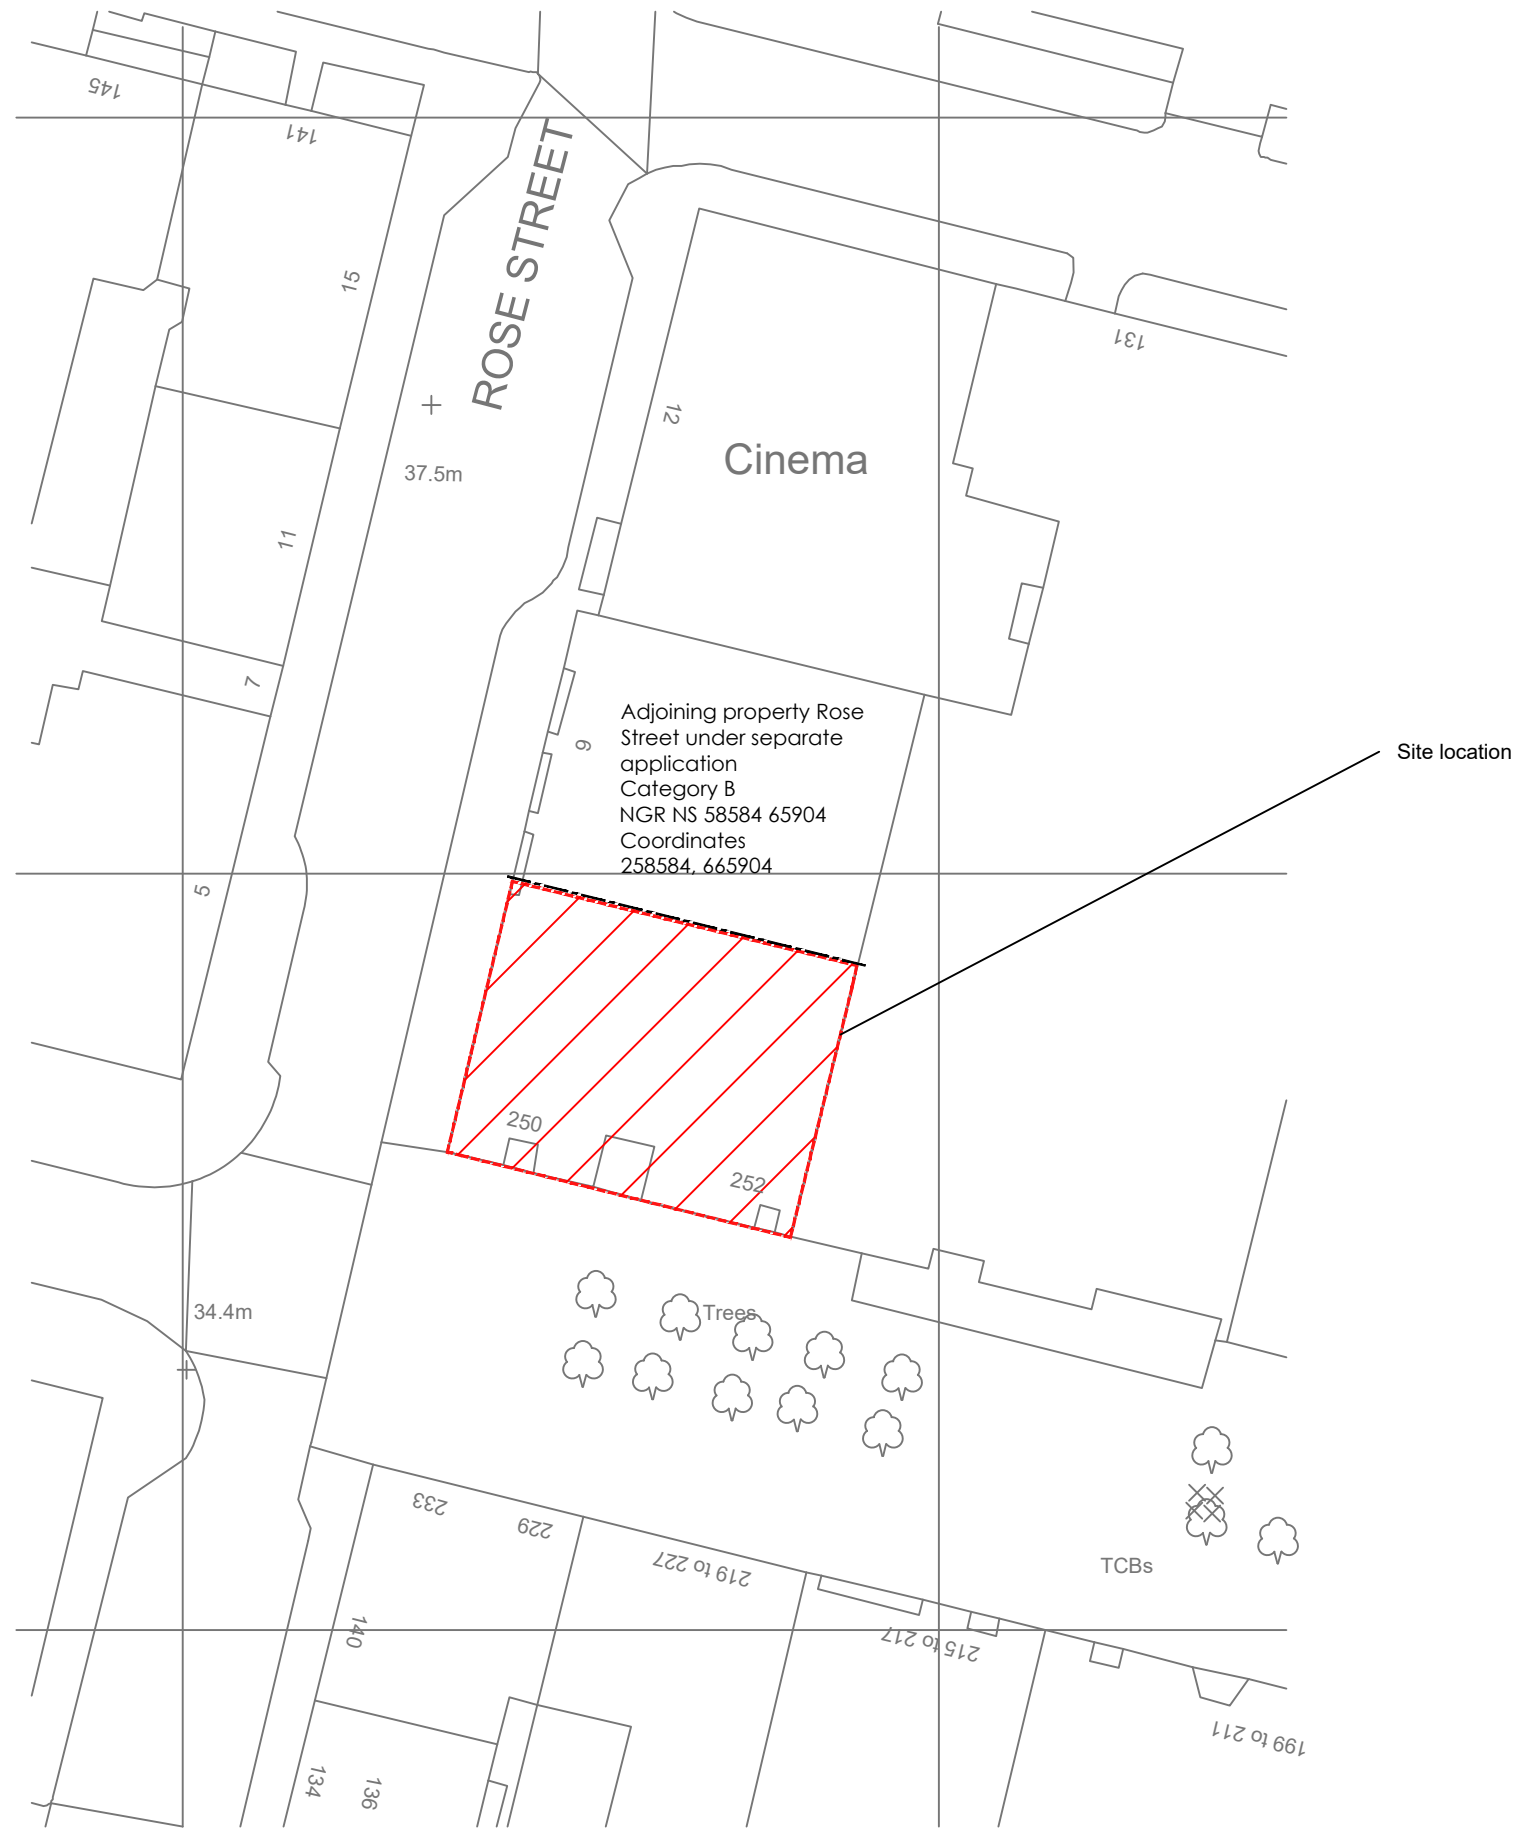 145
141
ROSE STREET
15
131
12
Cinema
37.5m
11
7
Adjoining property Rose
Street under separate
application
Category B
NGR NS 58584 65904
Coordinates
258584, 665904
9
Site location
5
250
252
34.4m
Trees
233
229
219 to 227
TCBs
140
215 to 217
199 to 211
134
136